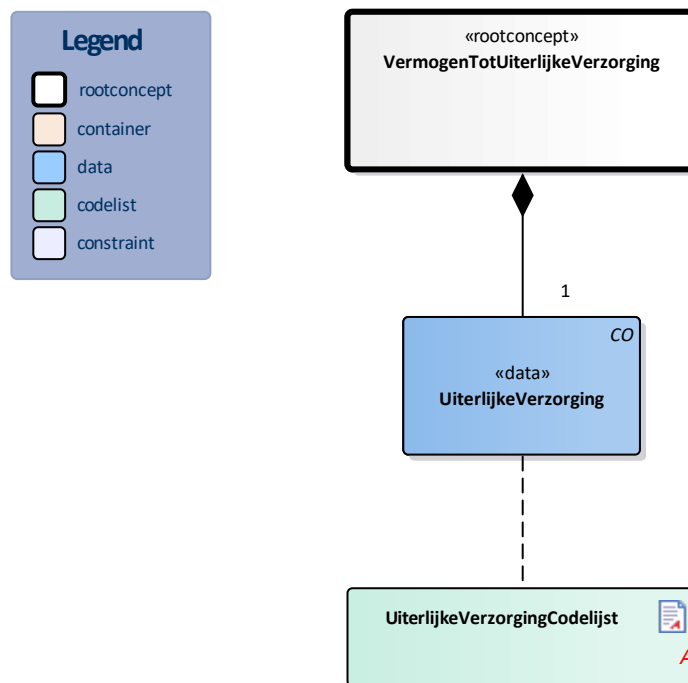 Legend
rootconcept
container
data
codelist
constraint
«rootconcept»
VermogenTotUiterlijkeVerzorging
1
CO
«data»
UiterlijkeVerzorging
UiterlijkeVerzorgingCodelijst